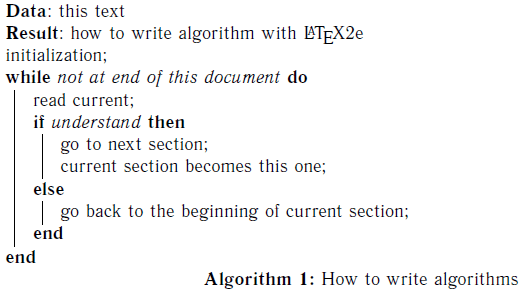 Data: this text
Result: how to write algorithm with LATEX2e
initialization;
while not at end of this document do
read current;
if understand then
go to next section;
current section becomes this one;
else
go back to the beginning of current section;
end
end
Algorithm 1: How to write algorithms